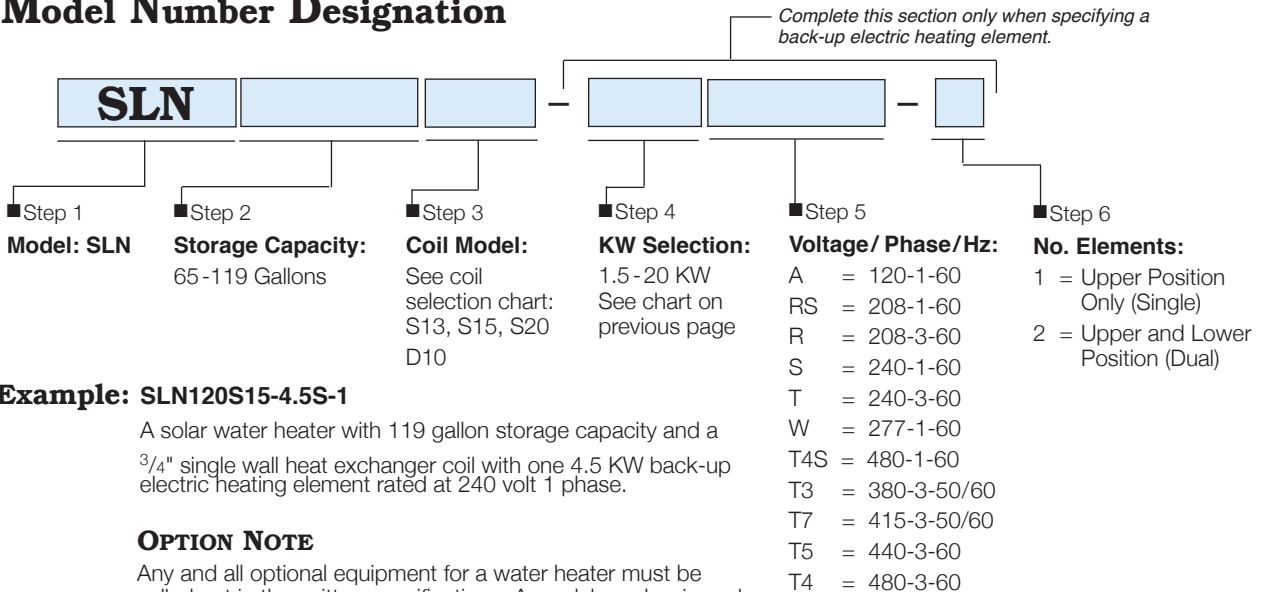 Model Number Designation
Complete this section only when specifying a
back-up electric heating element.
SLN – –
■Step 1
Model: SLN
■Step 2
Storage Capacity:
65-119 Gallons
■Step 3
Coil Model:
See coil
selection chart:
S13, S15, S20
D10
■Step 4
KW Selection:
1.5-20 KW
See chart on
previous page
■Step 5
Voltage/Phase/Hz:
A = 120-1-60
RS = 208-1-60
R = 208-3-60
S = 240-1-60
T = 240-3-60
W = 277-1-60
T4S = 480-1-60
T3 = 380-3-50/60
T7 = 415-3-50/60
T5 = 440-3-60
T4 = 480-3-60
■Step 6
No. Elements:
1 = Upper Position
Only (Single)
2 = Upper and Lower
Position (Dual)
Example: SLN120S15-4.5S-1
A solar water heater with 119 gallon storage capacity and a
3/4" single wall heat exchanger coil with one 4.5 KW back-up
electric heating element rated at 240 volt 1 phase.
OPTION NOTE
Any and all optional equipment for a water heater must be